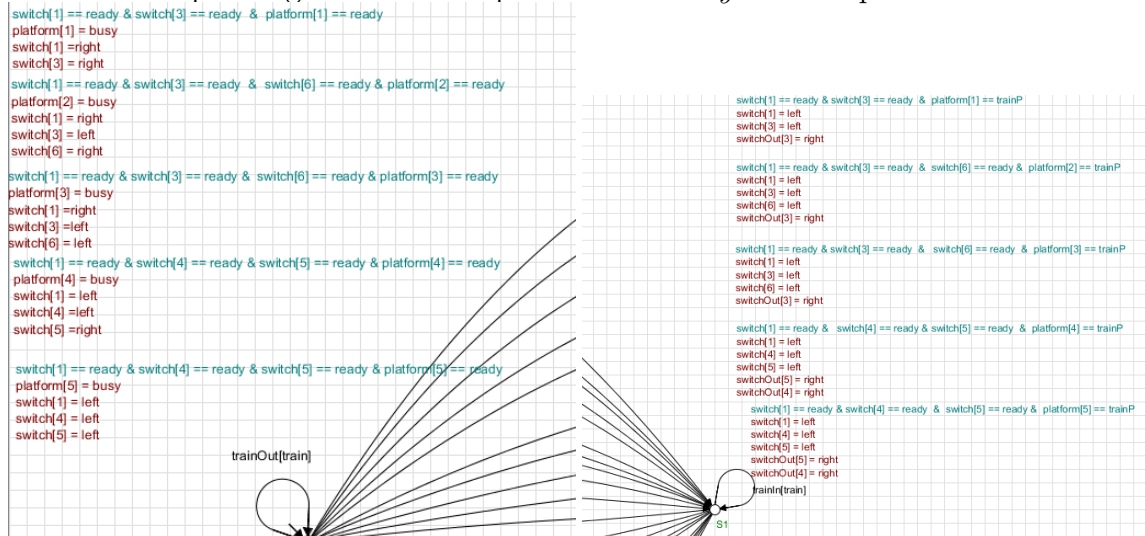 switch[1] == ready & switch[3] == ready & platform[1] == ready
platform[1] = busy
switch[1] =right
switch[3] = right
switch[1] == ready & switch[3] == ready & switch[6] == ready & platform[2] == ready
platform[2] = busy
switch[1] = right
switch[3] = left
switch[6] = right
switch[1] == ready & switch[3] == ready & switch[6] == ready & platform[3] == ready
platform[3] = busy
switch[1] =right
switch[3] =left
switch[6] = left
switch[1] == ready & switch[4] == ready & switch[5] == ready & platform[4] == ready
platform[4] = busy
switch[1] = left
switch[4] =left
switch[5] =right
switch[1] == ready & switch[4] == ready & switch[5] == ready & platform[5] == ready
platform[5] = busy
switch[1] = left
switch[4] = left
switch[5] = left
trainOut[train]
switch[1] == ready & switch[3] == ready & platform[1] == trainP
switch[1] = left
switch[3] = left
switchOut[3] = right
switch[1] == ready & switch[3] == ready & switch[6] == ready & platform[2] == trainP
switch[1] = left
switch[3] = left
switch[6] = left
switchOut[3] = right
switch[1] == ready & switch[3] == ready & switch[6] == ready & platform[3] == trainP
switch[1] = left
switch[3] = left
switch[6] = left
switchOut[3] = right
switch[1] == ready & switch[4] == ready & switch[5] == ready & platform[4] == trainP
switch[1] = left
switch[4] = left
switch[5] = left
switchOut[5] = right
switchOut[4] = right
switch[1] == ready & switch[4] == ready & switch[5] == ready & platform[5] == trainP
switch[1] = left
switch[4] = left
switch[5] = left
switchOut[5] = right
switchOut[4] = right
trainIn[train]
S1